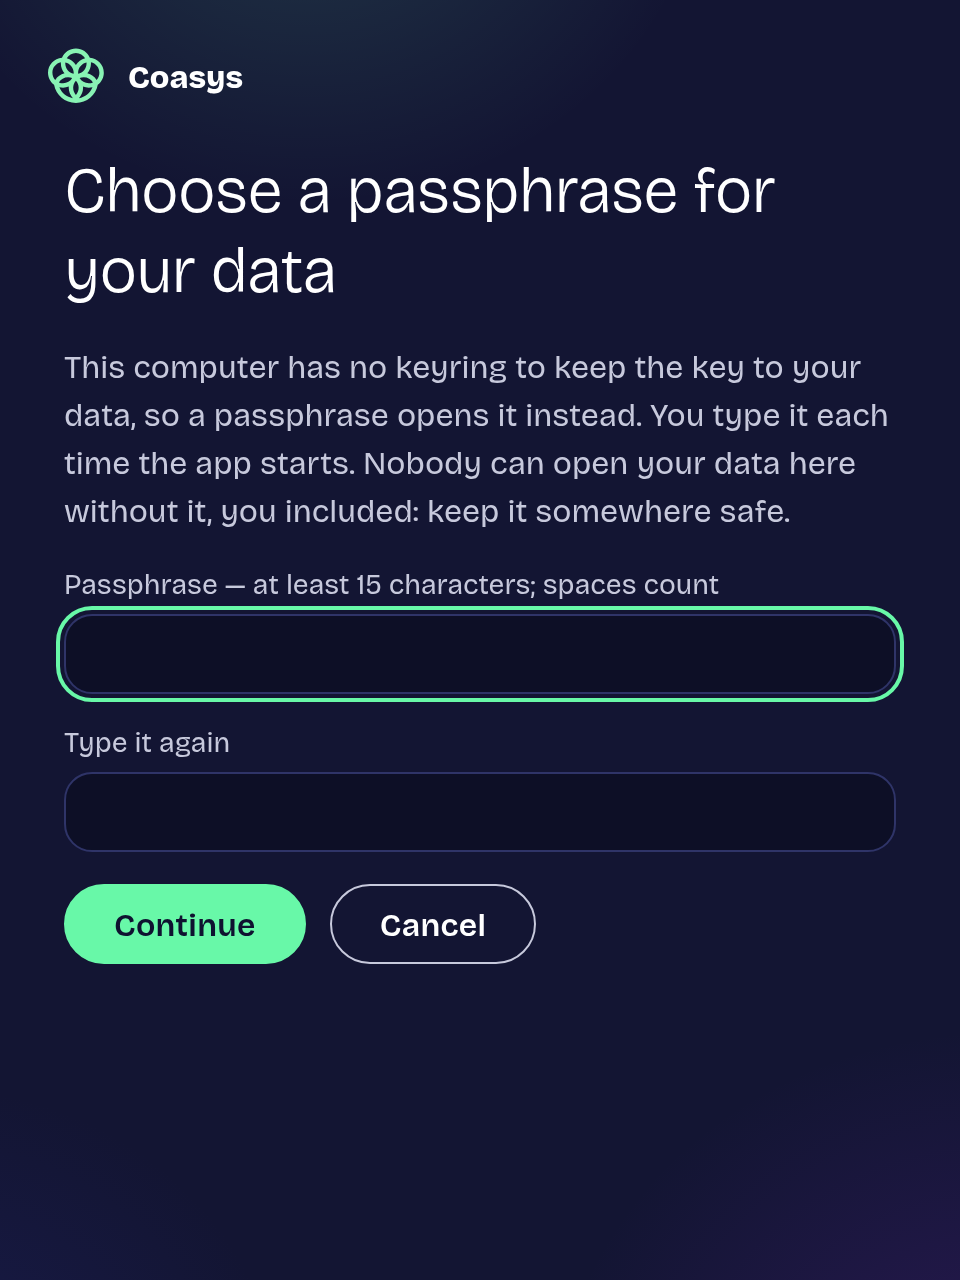 Coasys
Choose a passphrase for
your data
This computer has no keyring to keep the key to your
data, so a passphrase opens it instead. You type it each
time the app starts. Nobody can open your data here
without it, you included: keep it somewhere safe.
Passphrase — at least 15 characters; spaces count
Type it again
Continue Cancel